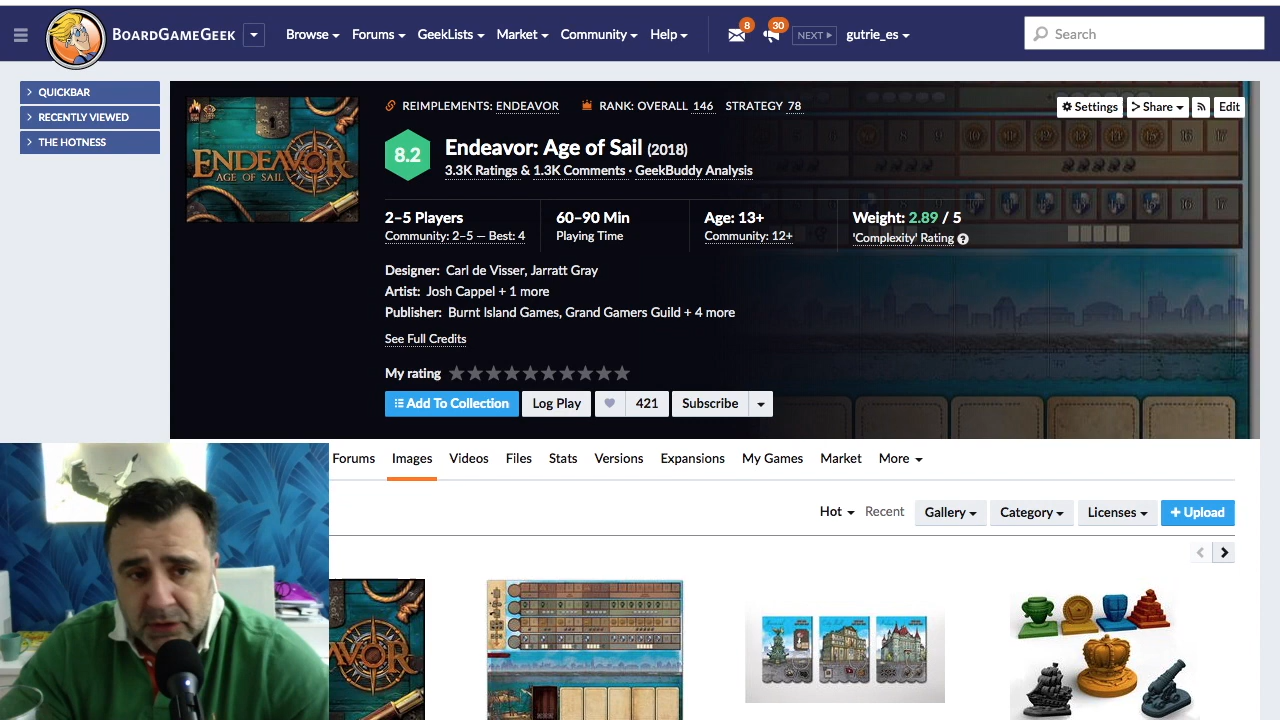 BOARDGAMEGEEK
Browse Forums GeekLists Market Community Help
8 30 NEXT gutrie_es Search
QUICKBAR
RECENTLY VIEWED
THE HOTNESS
REIMPLEMENTS: ENDEAVOR RANK: OVERALL 146 STRATEGY 78
Settings Share Edit
ENDEAVOR
AGE OF SAIL
8.2
Endeavor: Age of Sail (2018)
3.3K Ratings & 1.3K Comments · GeekBuddy Analysis
2–5 Players 60–90 Min Age: 13+ Weight: 2.89 / 5
Community: 2–5 — Best: 4 Playing Time Community: 12+ 'Complexity' Rating ?
Designer: Carl de Visser, Jarratt Gray
Artist: Josh Cappel + 1 more
Publisher: Burnt Island Games, Grand Gamers Guild + 4 more
See Full Credits
My rating
Add To Collection Log Play 421 Subscribe
Forums Images Videos Files Stats Versions Expansions My Games Market More
Hot Recent Gallery Category Licenses + Upload